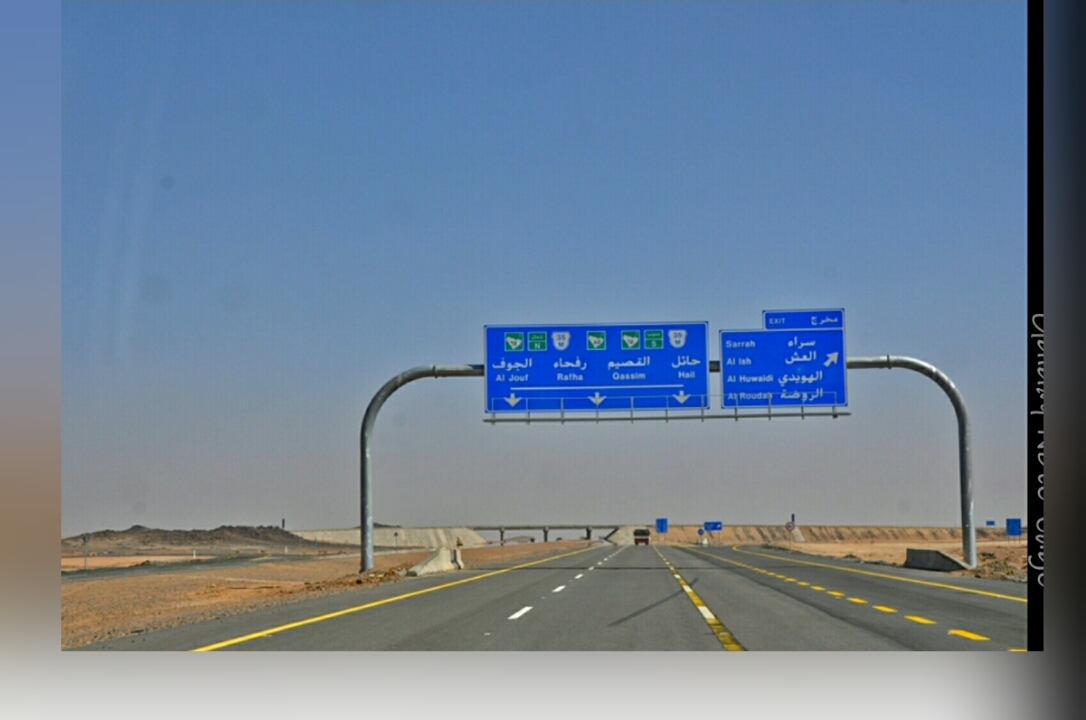 الجوف رفحاء القصيم حائل
Al Jouf Rafha Qassim Hail
EXIT مخرج
Sarrah سراء
Al Ish العش
Al Huwaidi الهويدي
Al Roudah الروضة